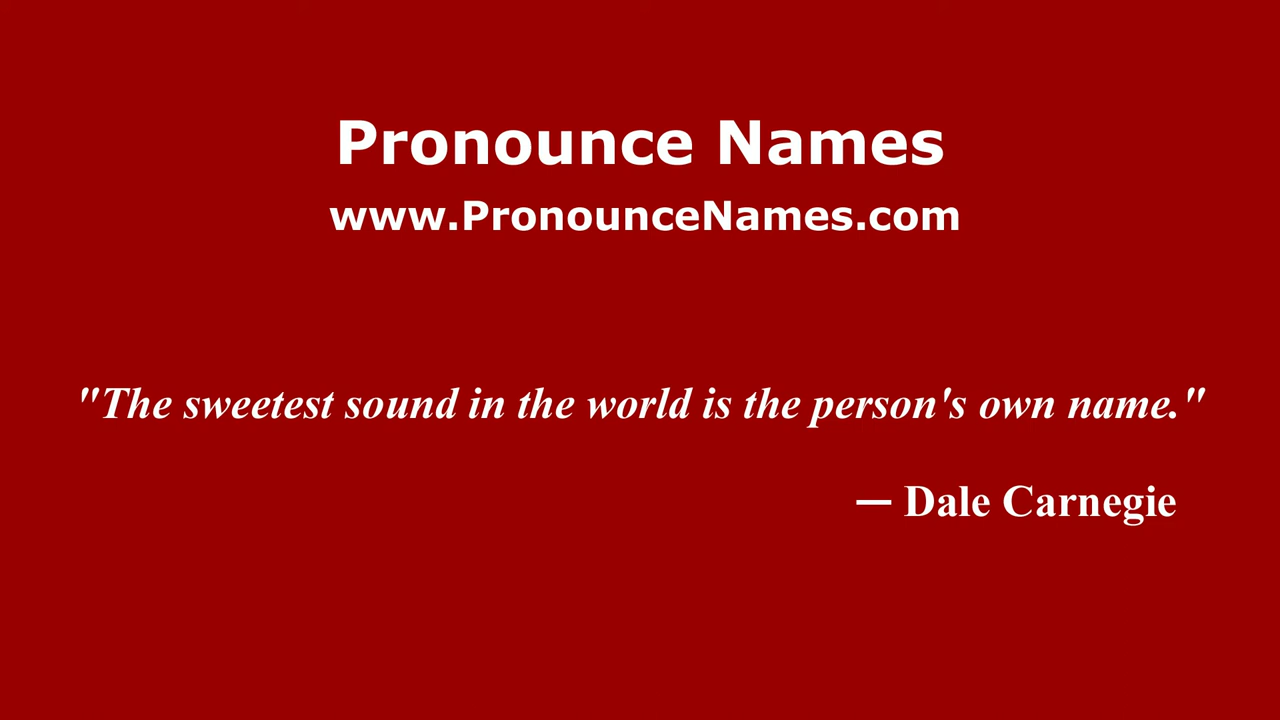 Pronounce Names
www.PronounceNames.com
"The sweetest sound in the world is the person's own name."
— Dale Carnegie